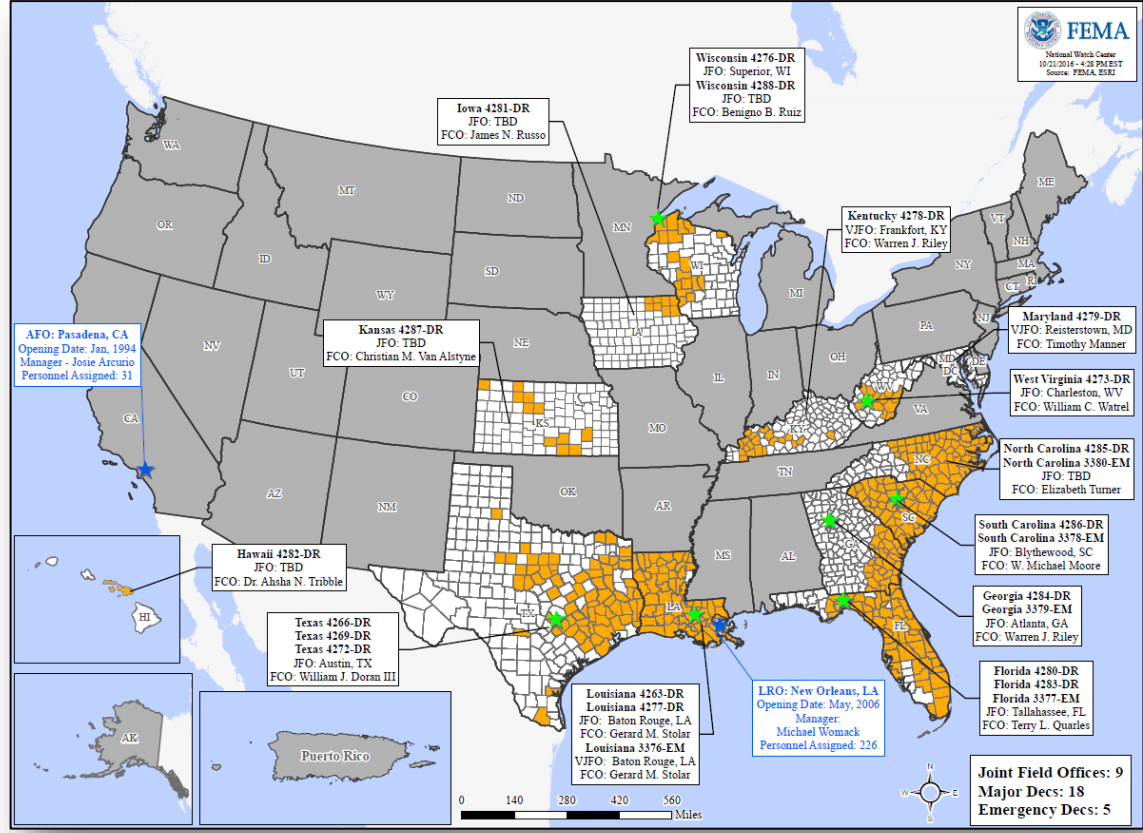 FEMA
National Watch Center
10/21/2016 - 4:28 PM EST
Source: FEMA, ESRI
Wisconsin 4276-DR
JFO: Superior, WI
Wisconsin 4288-DR
JFO: TBD
FCO: Benigno B. Ruiz
Iowa 4281-DR
JFO: TBD
FCO: James N. Russo
Kentucky 4278-DR
VJFO: Frankfort, KY
FCO: Warren J. Riley
Kansas 4287-DR
JFO: TBD
FCO: Christian M. Van Alstyne
AFO: Pasadena, CA
Opening Date: Jan, 1994
Manager - Josie Arcurio
Personnel Assigned: 31
Maryland 4279-DR
VJFO: Reisterstown, MD
FCO: Timothy Manner
West Virginia 4273-DR
JFO: Charleston, WV
FCO: William C. Watrel
North Carolina 4285-DR
North Carolina 3380-EM
JFO: TBD
FCO: Elizabeth Turner
South Carolina 4286-DR
South Carolina 3378-EM
JFO: Blythewood, SC
FCO: W. Michael Moore
Georgia 4284-DR
Georgia 3379-EM
JFO: Atlanta, GA
FCO: Warren J. Riley
Florida 4280-DR
Florida 4283-DR
Florida 3377-EM
JFO: Tallahassee, FL
FCO: Terry L. Quarles
Hawaii 4282-DR
JFO: TBD
FCO: Dr. Ahsha N. Tribble
Texas 4266-DR
Texas 4269-DR
Texas 4272-DR
JFO: Austin, TX
FCO: William J. Doran III
Louisiana 4263-DR
Louisiana 4277-DR
JFO: Baton Rouge, LA
FCO: Gerard M. Stolar
Louisiana 3376-EM
VJFO: Baton Rouge, LA
FCO: Gerard M. Stolar
LRO: New Orleans, LA
Opening Date: May, 2006
Manager:
Michael Womack
Personnel Assigned: 226
WA
MT
ND
MN
ME
OR
ID
SD
WI
VT
NH
WY
MI
NY
MA
CT
RI
NV
UT
NE
IA
PA
NJ
OH
MD
DE
DC
CA
CO
KS
MO
IL
IN
WV
VA
KY
AZ
NM
OK
AR
TN
NC
SC
MS
AL
GA
TX
LA
FL
HI
AK
Puerto Rico
N
W
E
S
0 140 280 420 560
Miles
Joint Field Offices: 9
Major Decs: 18
Emergency Decs: 5